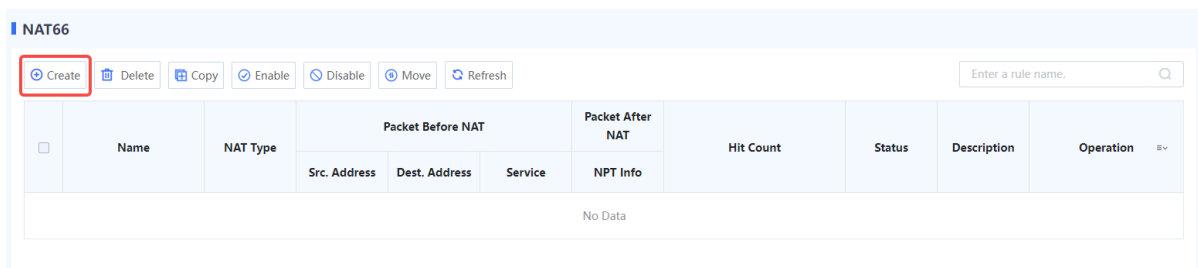 NAT66
Create Delete Copy Enable Disable Move Refresh Enter a rule name.
Name NAT Type Packet Before NAT Packet After NAT Hit Count Status Description Operation
Src. Address Dest. Address Service NPT Info
No Data